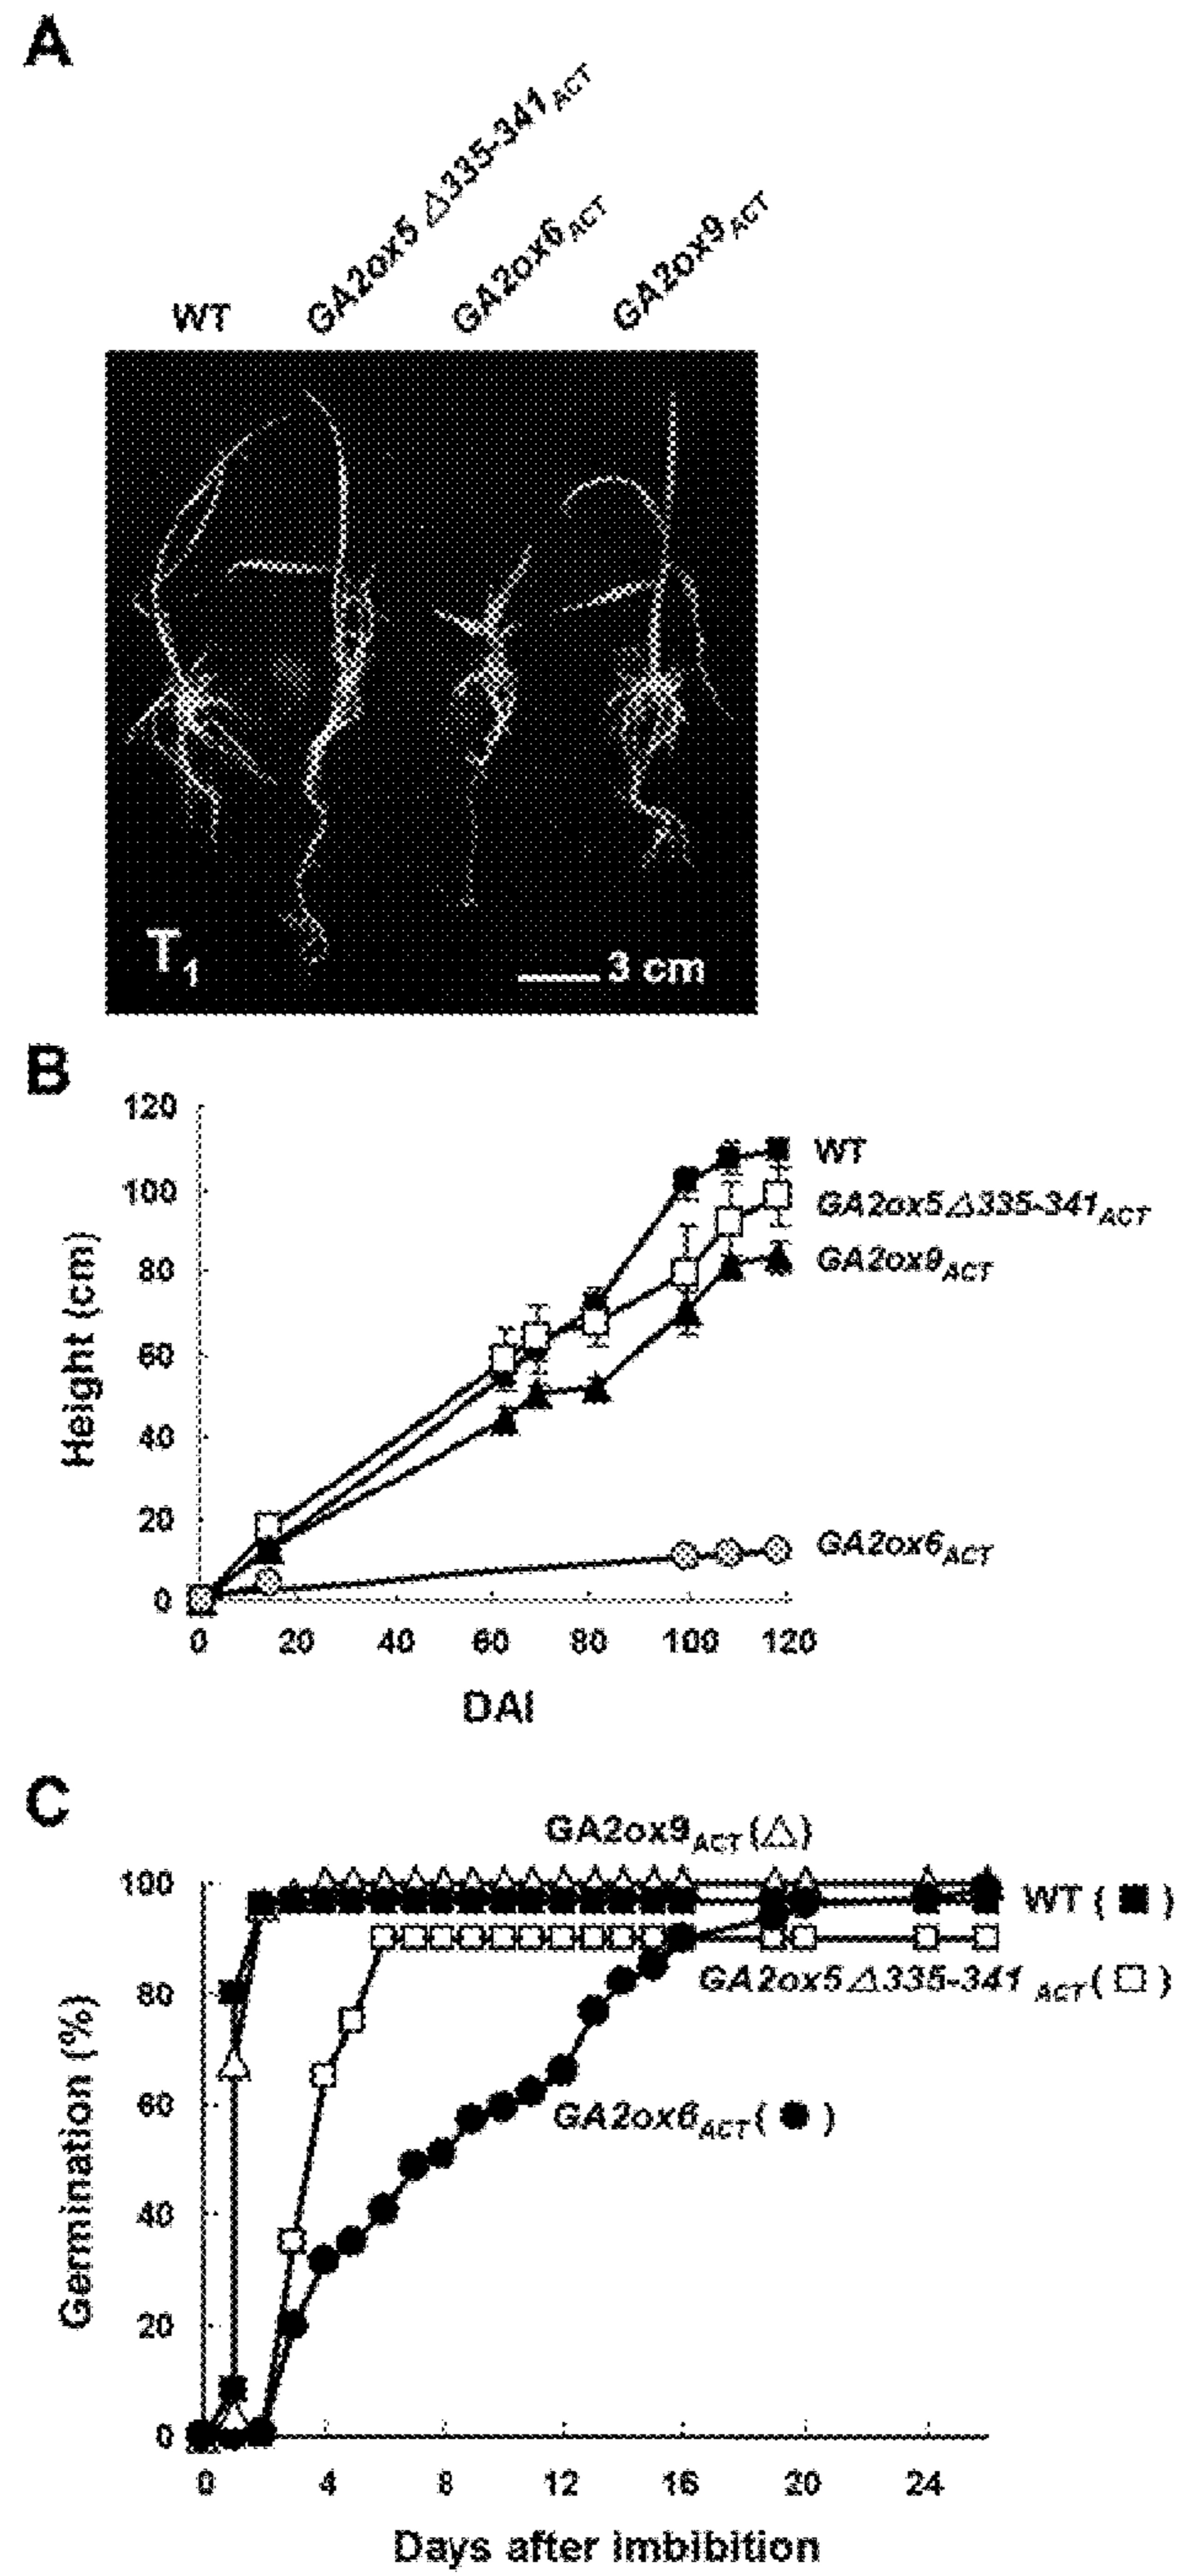 A
WT
GA2ox5 Δ335-341ACT
GA2ox6ACT
GA2ox9ACT
T1
3 cm
B
Height (cm)
120
100
80
60
40
20
0
0 20 40 60 80 100 120
DAI
WT
GA2ox5Δ335-341ACT
GA2ox9ACT
GA2ox6ACT
C
Germination (%)
GA2ox9ACT(△)
100
80
60
40
20
0
WT ( ■ )
GA2ox5Δ335-341 ACT( □ )
GA2ox6ACT( ● )
0 4 8 12 16 20 24
Days after imbibition